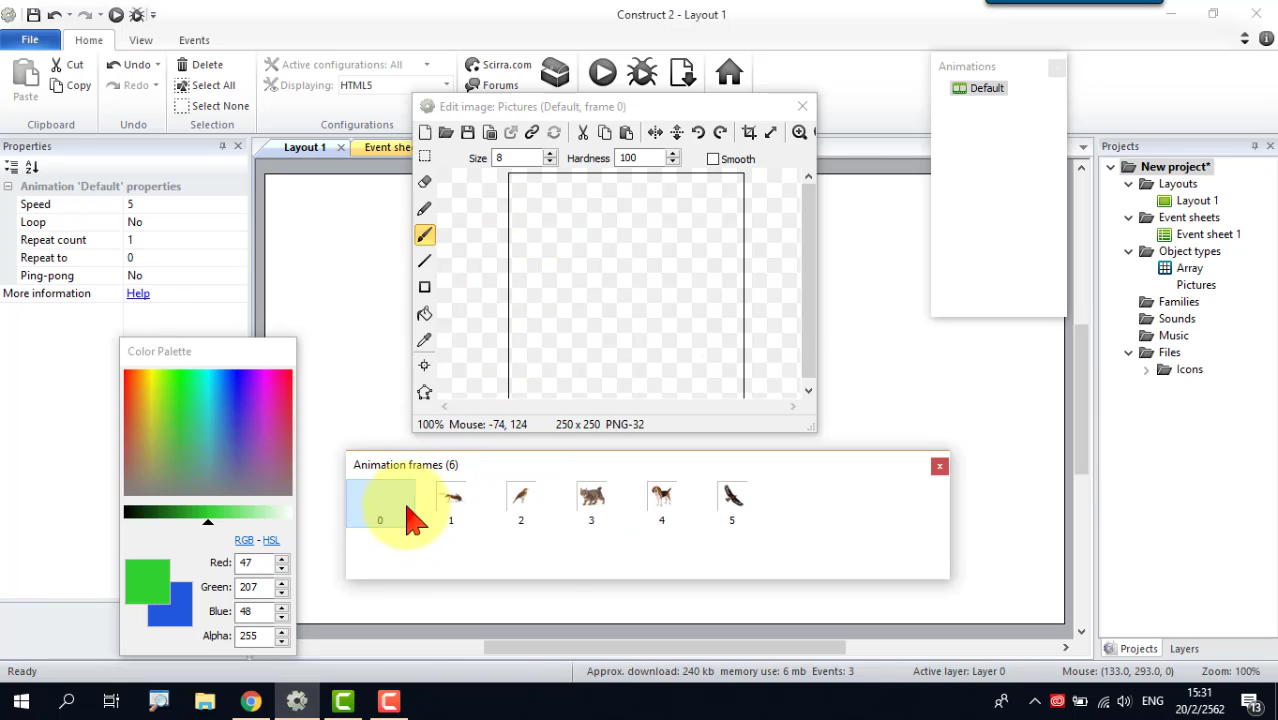 Construct 2 - Layout 1
File
Home
View
Events
Paste
Cut
Copy
Clipboard
Undo
Redo
Undo
Delete
Select All
Select None
Selection
Active configurations: All
Displaying: HTML5
Configurations
Scirra.com
Forums
Properties
Animation 'Default' properties
Speed 5
Loop No
Repeat count 1
Repeat to 0
Ping-pong No
More information Help
Layout 1
Event shee
Edit image: Pictures (Default, frame 0)
Size 8 Hardness 100 Smooth
100% Mouse: -74, 124 250 x 250 PNG-32
Animations
Default
Projects
New project*
Layouts
Layout 1
Event sheets
Event sheet 1
Object types
Array
Pictures
Families
Sounds
Music
Files
Icons
Color Palette
RGB - HSL
Red: 47
Green: 207
Blue: 48
Alpha: 255
Animation frames (6)
0 1 2 3 4 5
Projects Layers
Ready
Approx. download: 240 kb memory use: 6 mb Events: 3
Active layer: Layer 0
Mouse: (133.0, 293.0, 0)
Zoom: 100%
ENG
15:31
20/2/2562
13